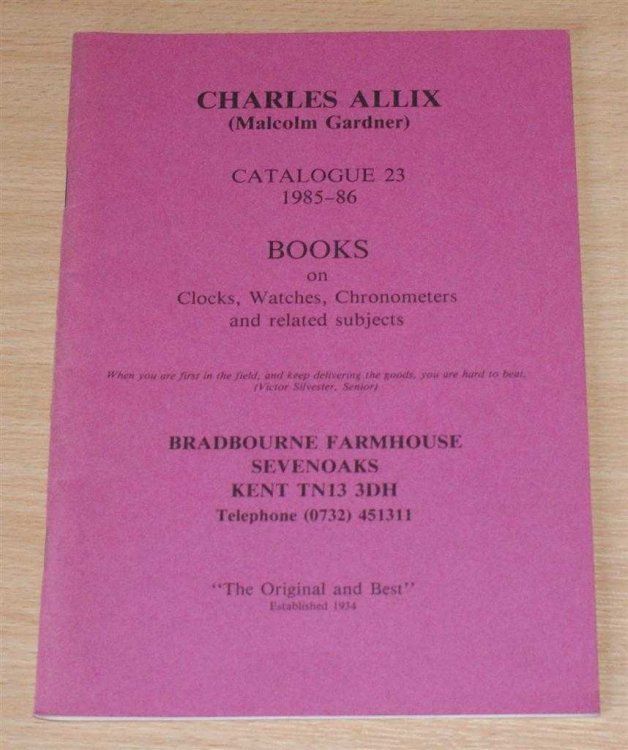 CHARLES ALLIX
(Malcolm Gardner)
CATALOGUE 23
1985–86
BOOKS
on
Clocks, Watches, Chronometers
and related subjects
When you are first in the field, and keep delivering the goods, you are hard to beat.
(Victor Silvester, Senior)
BRADBOURNE FARMHOUSE
SEVENOAKS
KENT TN13 3DH
Telephone (0732) 451311
‘‘The Original and Best’’
Established 1934